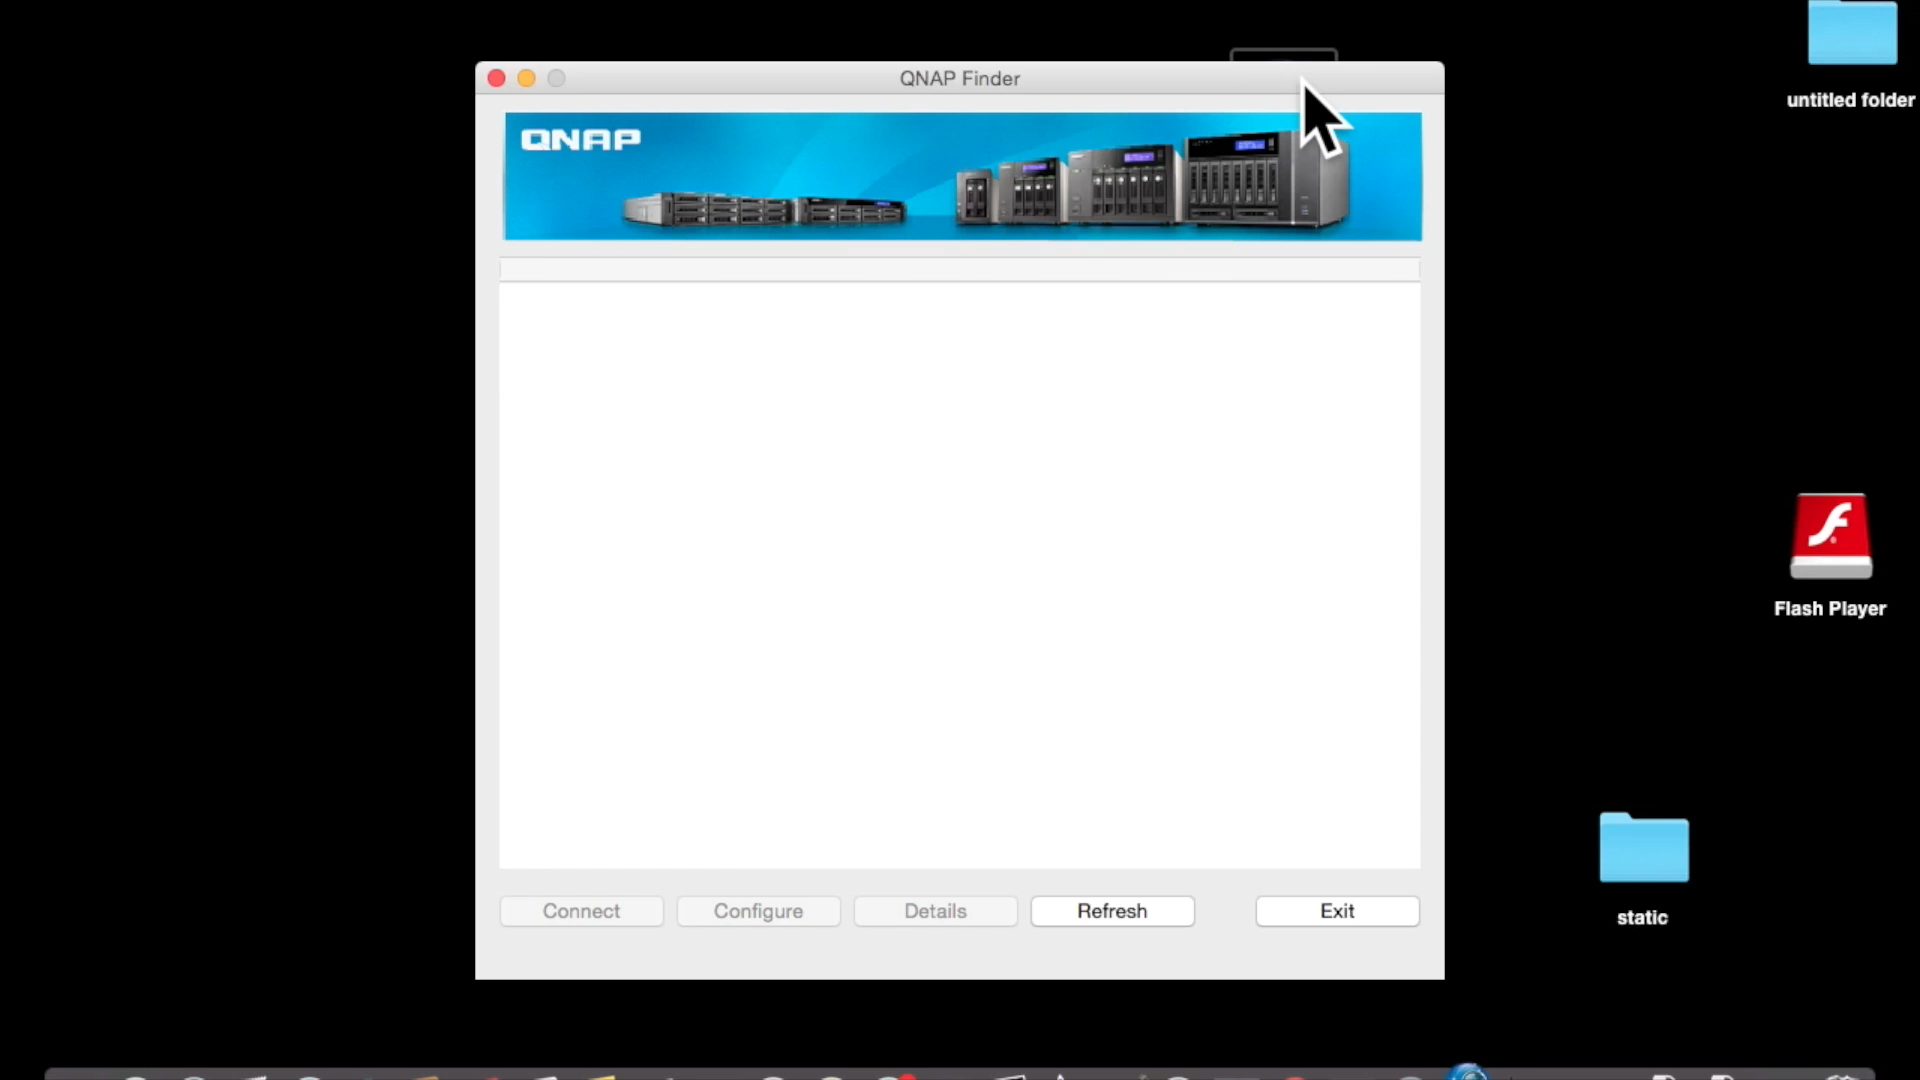 QNAP Finder
QNAP
untitled folder
Flash Player
static
Connect
Configure
Details
Refresh
Exit